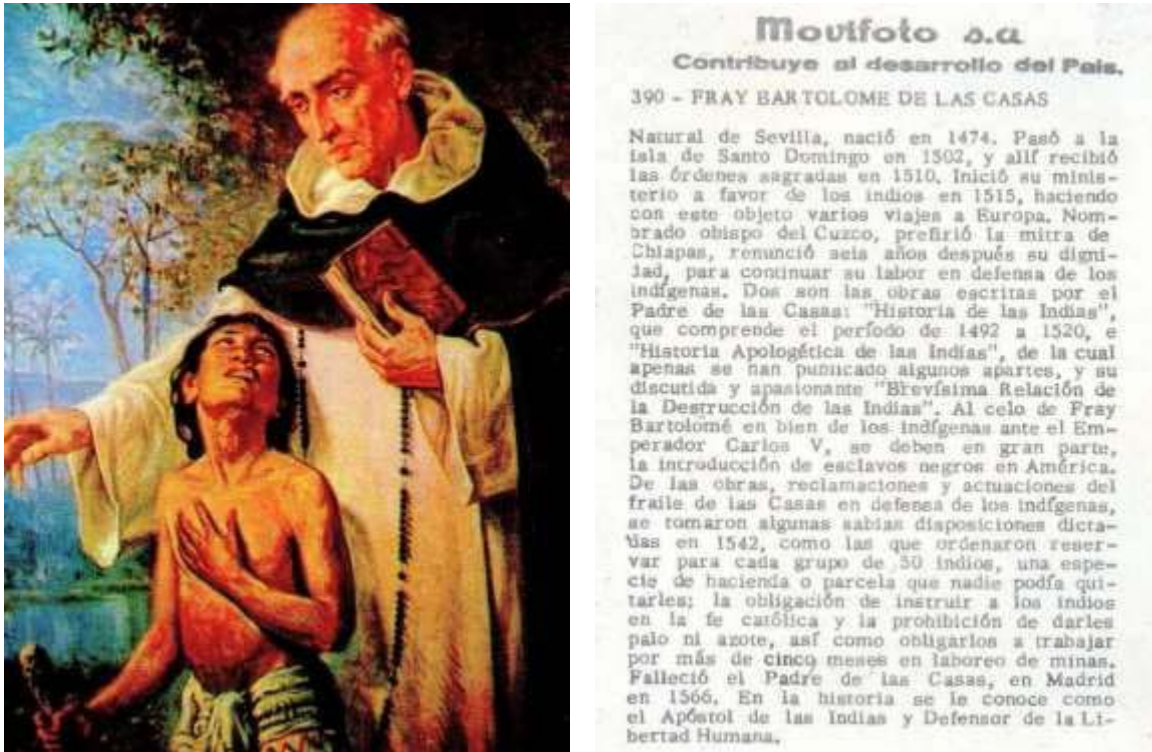 Movifoto s.a
Contribuye al desarrollo del País.
390 - FRAY BARTOLOME DE LAS CASAS
Natural de Sevilla, nació en 1474. Pasó a la
isla de Santo Domingo en 1502, y allí recibió
las órdenes sagradas en 1510. Inició su minis-
terio a favor de los indios en 1515, haciendo
con este objeto varios viajes a Europa. Nom-
brado obispo del Cuzco, prefirió la mitra de
Chiapas, renunció seis años después su digni-
dad, para continuar su labor en defensa de los
indígenas. Dos son las obras escritas por el
Padre de las Casas: "Historia de las Indias",
que comprende el período de 1492 a 1520, e
"Historia Apologética de las Indias", de la cual
apenas se han publicado algunos apartes, y su
discutida y apasionante "Brevísima Relación de
la Destrucción de las Indias". Al celo de Fray
Bartolomé en bien de los indígenas ante el Em-
perador Carlos V, se deben en gran parte,
la introducción de esclavos negros en América.
De las obras, reclamaciones y actuaciones del
fraile de las Casas en defensa de los indígenas,
se tomaron algunas sabias disposiciones dicta-
das en 1542, como las que ordenaron reser-
var para cada grupo de 50 indios, una espe-
cie de hacienda o parcela que nadie podía qui-
tarles; la obligación de instruir a los indios
en la fe católica y la prohibición de darles
palo ni azote, así como obligarlos a trabajar
por más de cinco meses en laboreo de minas.
Falleció el Padre de las Casas, en Madrid
en 1566. En la historia se le conoce como
el Apóstol de las Indias y Defensor de la Li-
bertad Humana.